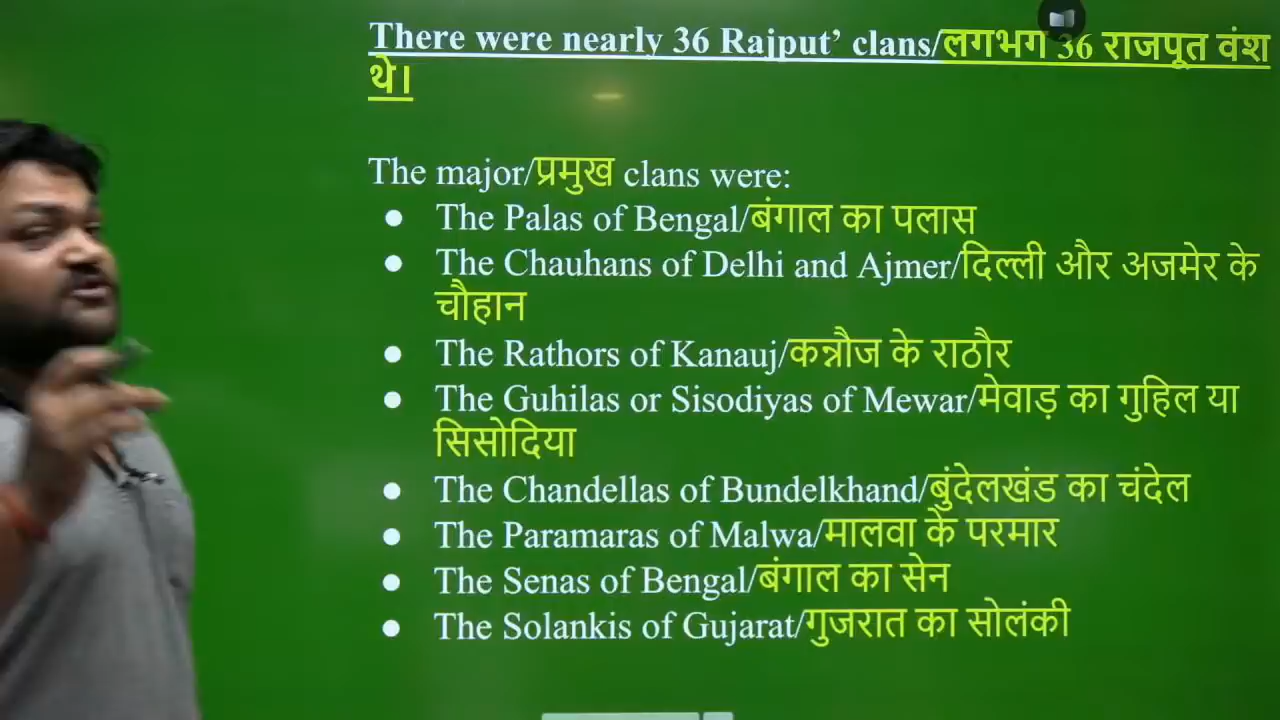 There were nearly 36 Rajput’ clans/लगभग 36 राजपूत वंश
थे।
The major/प्रमुख clans were:
● The Palas of Bengal/बंगाल का पलास
● The Chauhans of Delhi and Ajmer/दिल्ली और अजमेर के
चौहान
● The Rathors of Kanauj/कन्नौज के राठौर
● The Guhilas or Sisodiyas of Mewar/मेवाड़ का गुहिल या
सिसोदिया
● The Chandellas of Bundelkhand/बुंदेलखंड का चंदेल
● The Paramaras of Malwa/मालवा के परमार
● The Senas of Bengal/बंगाल का सेन
● The Solankis of Gujarat/गुजरात का सोलंकी